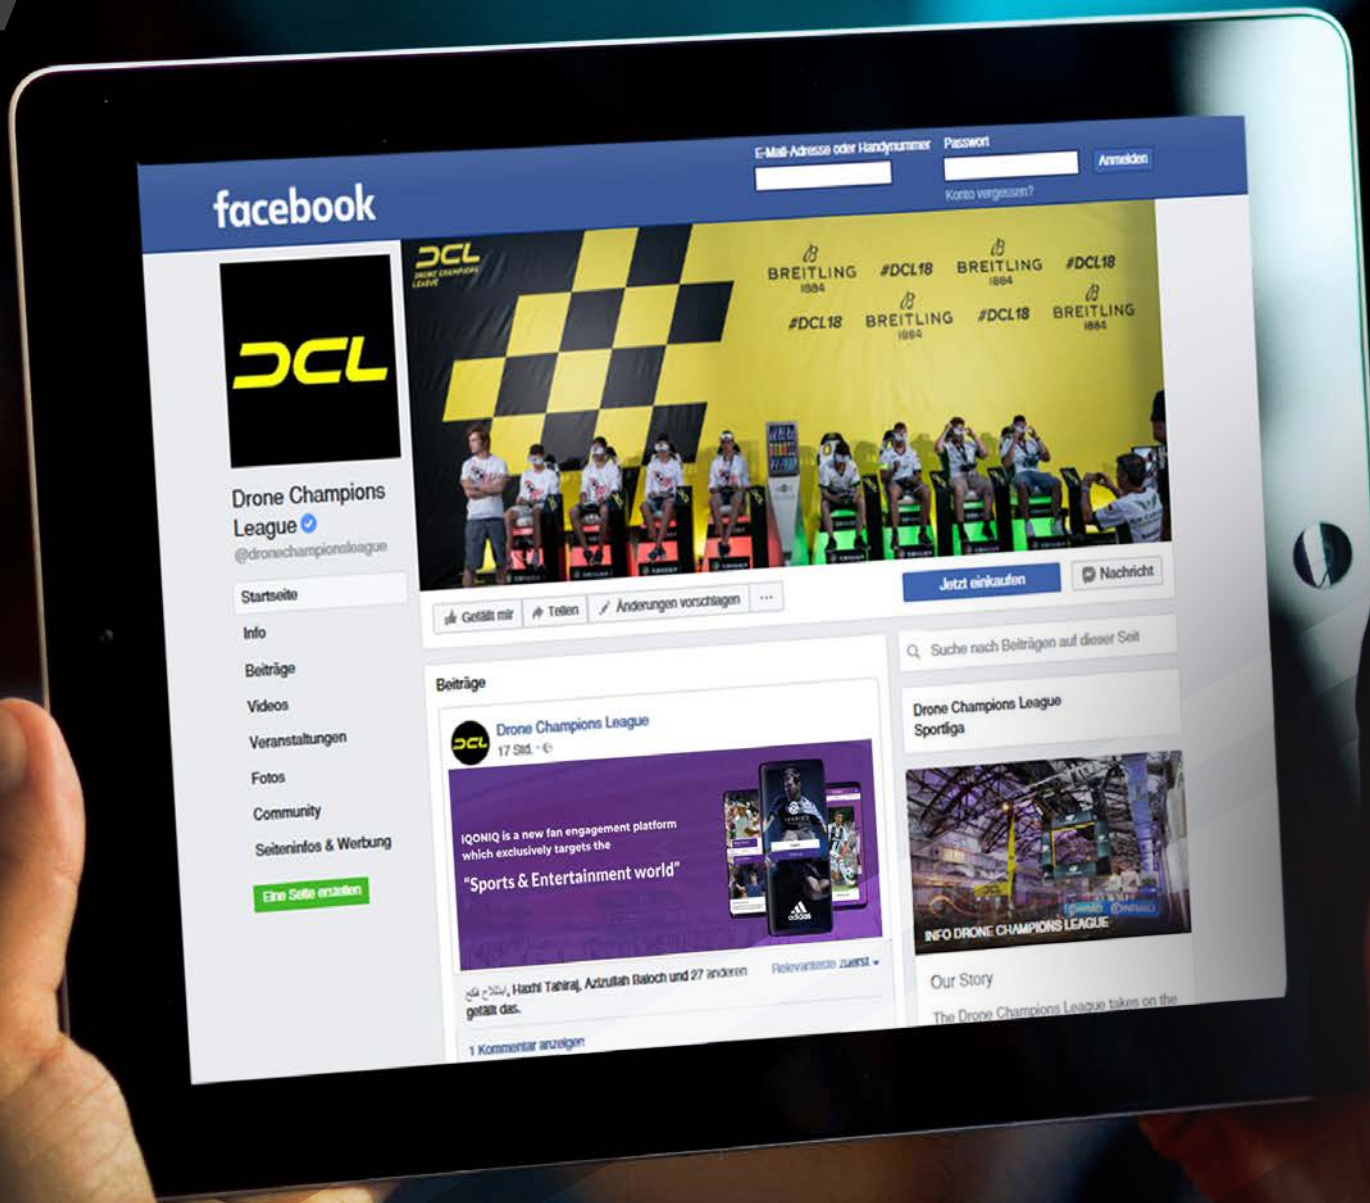 facebook
E-Mail-Adresse oder Handynummer
Passwort
Anmelden
Konto vergessen?
DCL
Drone Champions
League
@dronechampionsleague
Startseite
Info
Beiträge
Videos
Veranstaltungen
Fotos
Community
Seiteninfos & Werbung
Eine Seite erstellen
DCL
DRONE CHAMPIONS
LEAGUE
BREITLING #DCL18 BREITLING #DCL18
1884 1884
#DCL18 BREITLING #DCL18 BREITLING
1884 1884
Gefällt mir Teilen Änderungen vorschlagen ...
Jetzt einkaufen
Nachricht
Beiträge
DCL
Drone Champions League
17 Std. ·
IQONIQ is a new fan engagement platform
which exclusively targets the
"Sports & Entertainment world"
adidas
Haxhi Tahiraj, Azizullah Baloch und 27 anderen
gefällt das.
Relevanteste zuerst
1 Kommentar anzeigen
Suche nach Beiträgen auf dieser Seit
Drone Champions League
Sportliga
DCL
INFO DRONE CHAMPIONS LEAGUE
Our Story
The Drone Champions League takes on the